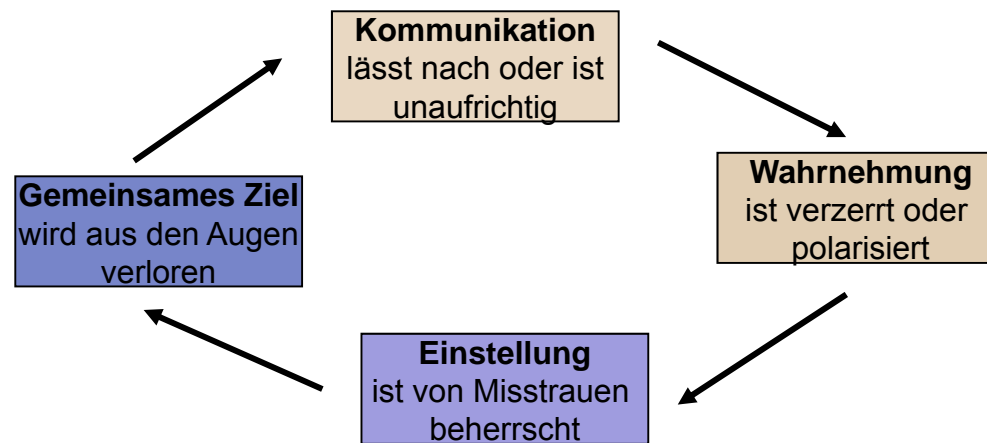 Kommunikation
lässt nach oder ist
unaufrichtig
Wahrnehmung
ist verzerrt oder
polarisiert
Einstellung
ist von Misstrauen
beherrscht
Gemeinsames Ziel
wird aus den Augen
verloren